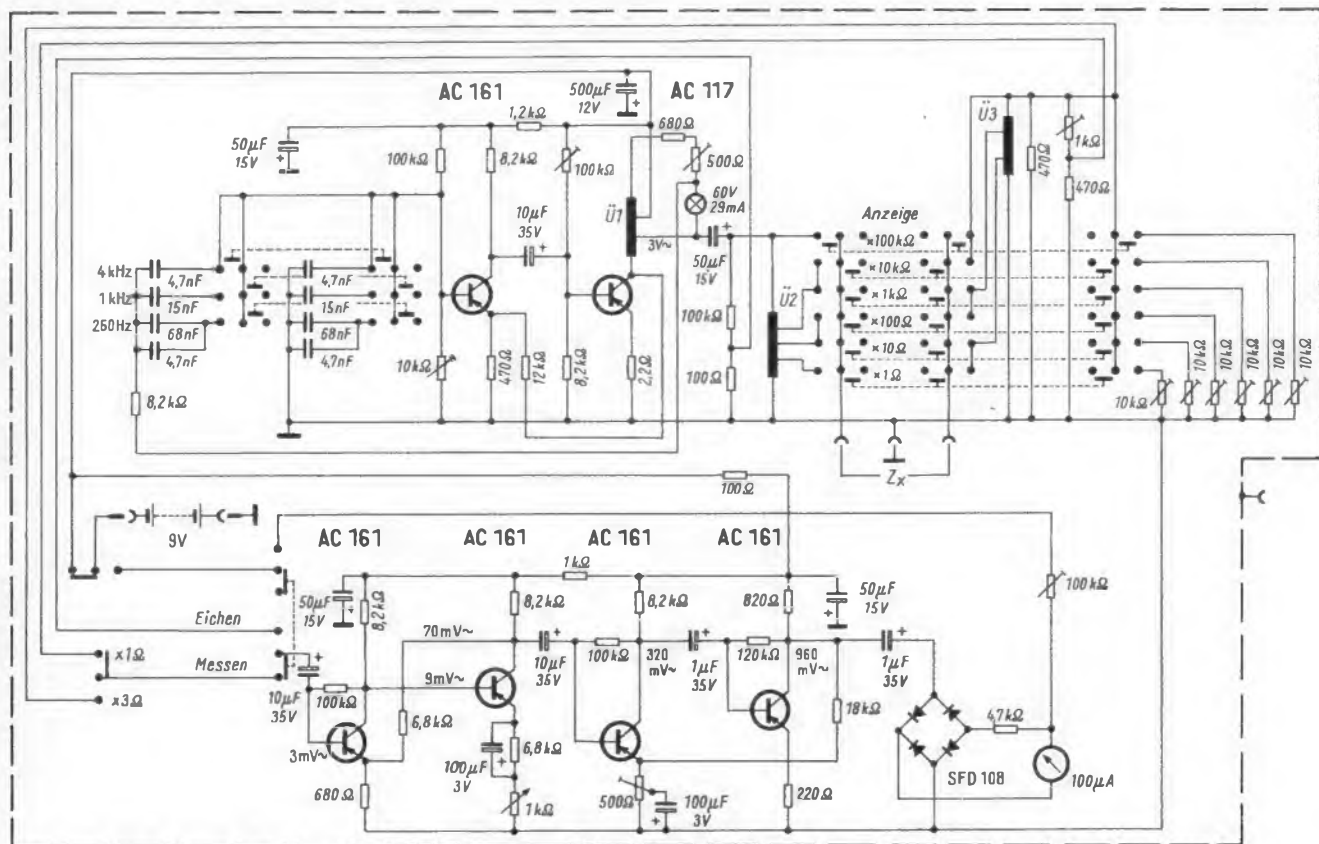 AC 161
500µF
12V
AC 117
Ü3
1,2kΩ
680Ω
50µF
15V
100kΩ
8,2kΩ
100kΩ
500Ω
470Ω
1kΩ
470Ω
60V
29mA
10µF
35V
Ü1
3V~
50µF
15V
Anzeige
×100kΩ
×10kΩ
×1kΩ
×100Ω
×10Ω
×1Ω
4kHz
4,7nF
4,7nF
1kHz
15nF
15nF
250Hz
68nF
68nF
4,7nF
4,7nF
Ü2
100kΩ
100Ω
8,2kΩ
10kΩ
470Ω
12kΩ
8,2kΩ
2,2Ω
10kΩ
10kΩ
10kΩ
10kΩ
10kΩ
10kΩ
Zx
100Ω
9V
AC 161
AC 161
AC 161
AC 161
1kΩ
50µF
15V
8,2kΩ
8,2kΩ
8,2kΩ
820Ω
50µF
15V
100kΩ
Eichen
70mV~
Messen
×1Ω
×3Ω
10µF
35V
100kΩ
9mV~
10µF
35V
100kΩ
320
mV~
1µF
35V
120kΩ
960
mV~
1µF
35V
6,8kΩ
18kΩ
47kΩ
3mV~
100µF
3V
6,8kΩ
SFD 108
100µA
680Ω
1kΩ
500Ω
100µF
3V
220Ω